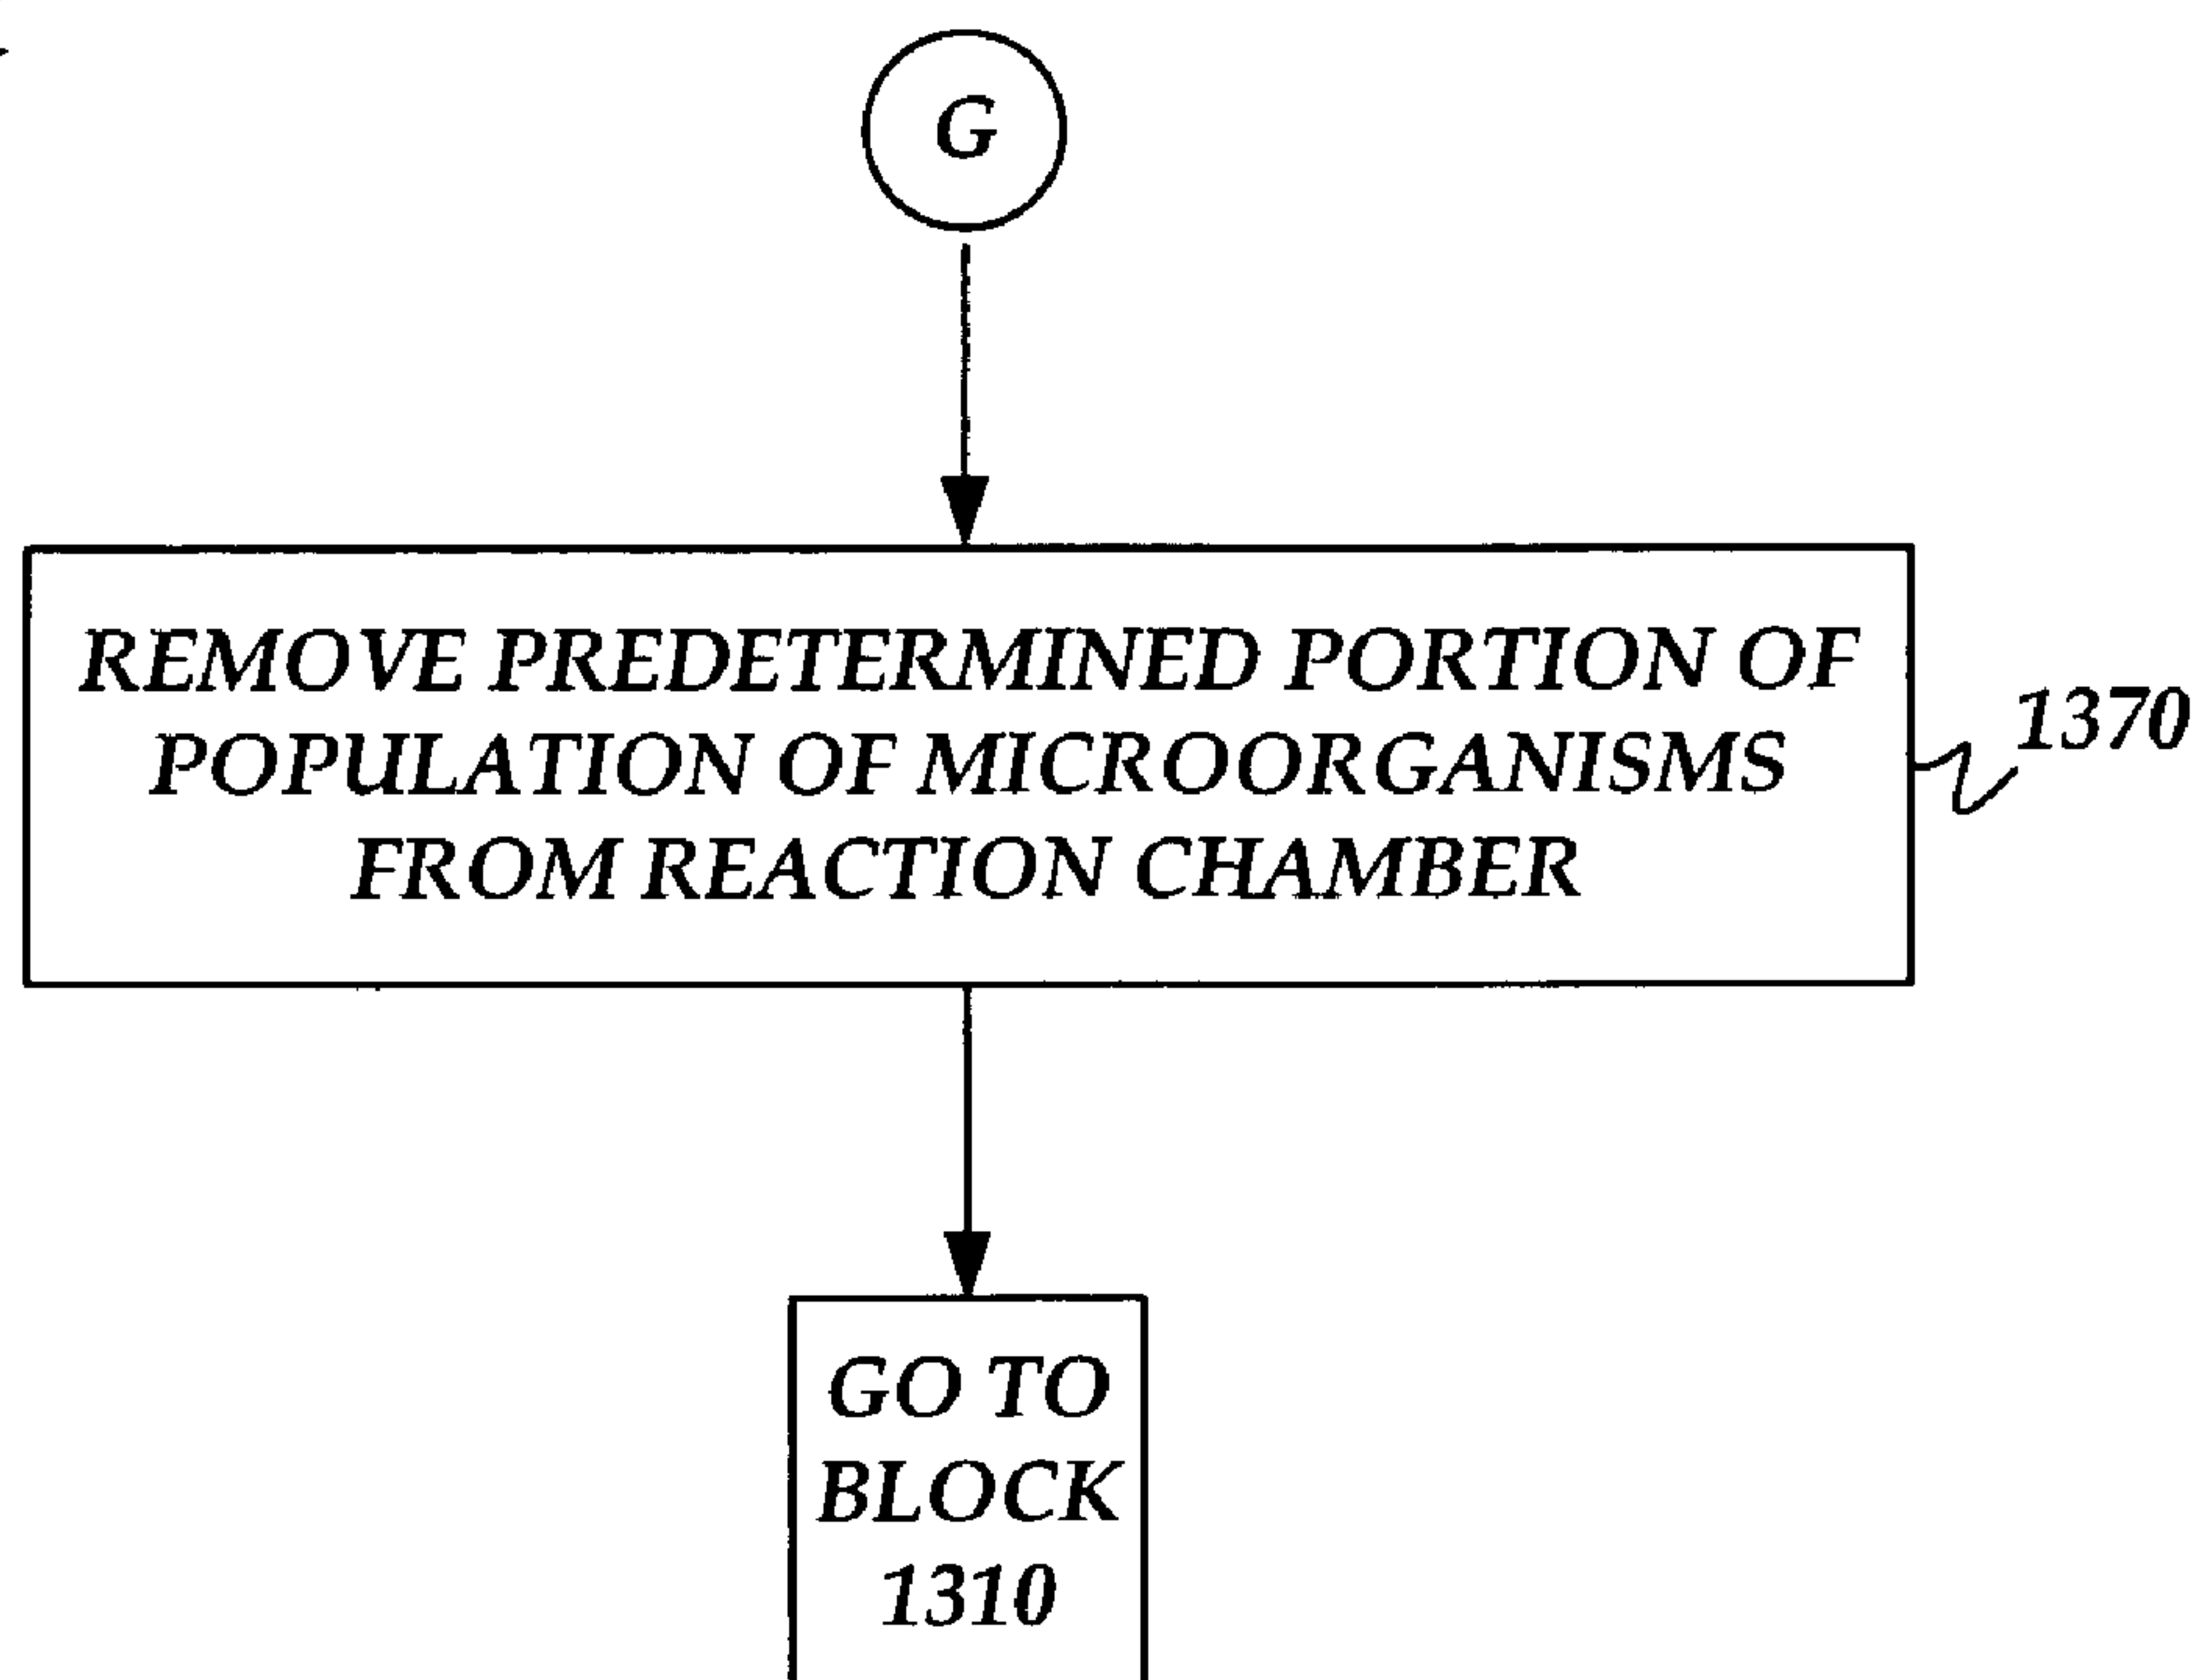 G
REMOVE PREDETERMINED PORTION OF
POPULATION OF MICROORGANISMS
FROM REACTION CHAMBER
1370
GO TO
BLOCK
1310